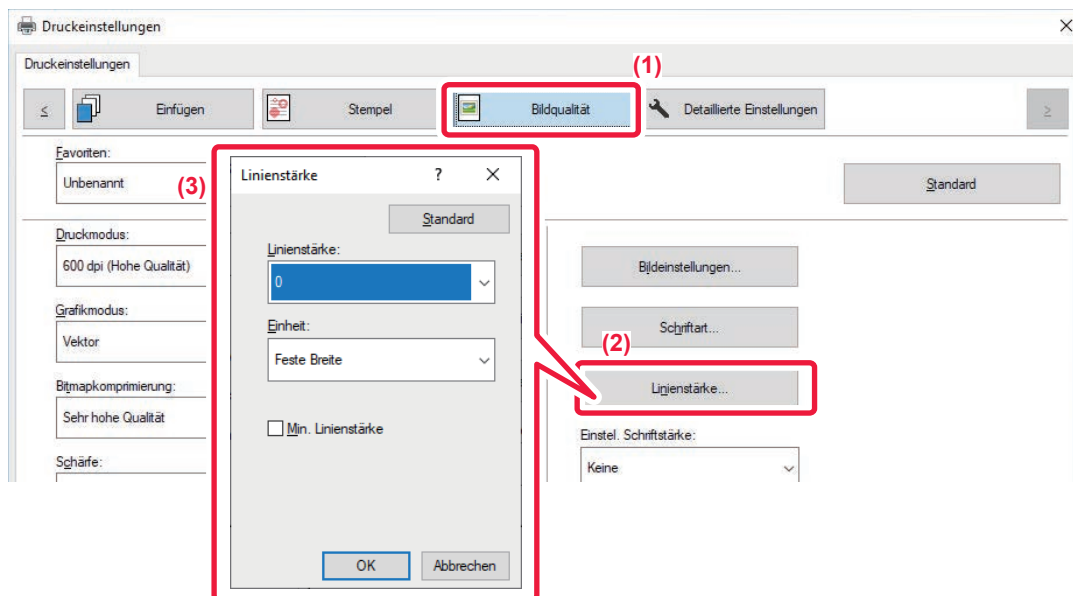 Druckeinstellungen
Druckeinstellungen
(1)
< Einfügen Stempel Bildqualität Detaillierte Einstellungen >
Favoriten:
Unbenannt
Standard
(3)
Linienstärke ? X
Standard
Linienstärke:
0
Einheit:
Feste Breite
Min. Linienstärke
OK Abbrechen
Druckmodus:
600 dpi (Hohe Qualität)
Grafikmodus:
Vektor
Bitmapkomprimierung:
Sehr hohe Qualität
Schärfe:
Bildeinstellungen...
Schriftart...
(2)
Linienstärke...
Einstel. Schriftstärke:
Keine